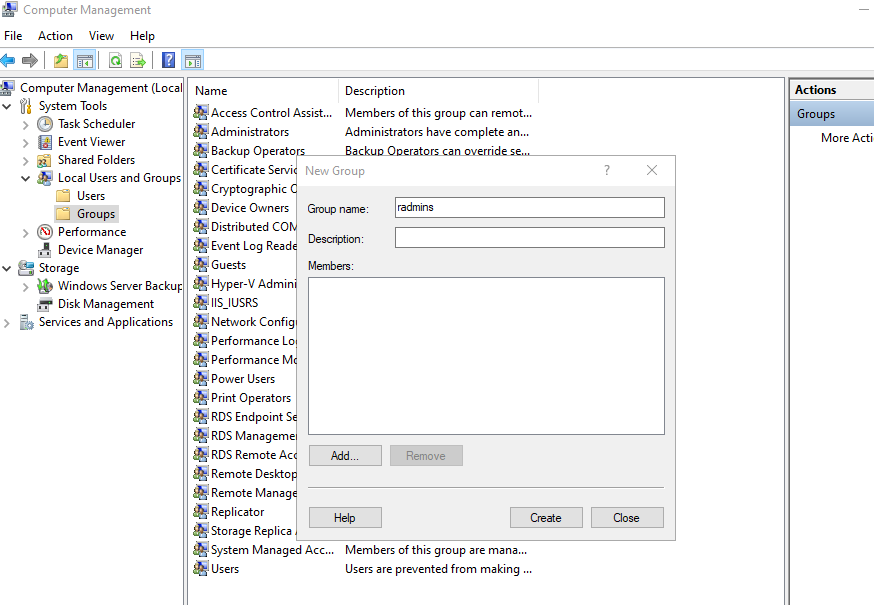 Computer Management
File Action View Help
Computer Management (Local
System Tools
Task Scheduler
Event Viewer
Shared Folders
Local Users and Groups
Users
Groups
Performance
Device Manager
Storage
Windows Server Backup
Disk Management
Services and Applications
Name Description
Access Control Assist... Members of this group can remot...
Administrators Administrators have complete an...
Backup Operators Backup Operators can override se...
Certificate Servic
Cryptographic O
Device Owners
Distributed COM
Event Log Reade
Guests
Hyper-V Admini
IIS_IUSRS
Network Configu
Performance Log
Performance Mo
Power Users
Print Operators
RDS Endpoint Se
RDS Manageme
RDS Remote Acc
Remote Desktop
Remote Manage
Replicator
Storage Replica A
System Managed Acc... Members of this group are mana...
Users Users are prevented from making ...
New Group ?
Group name: radmins
Description:
Members:
Add... Remove
Help Create Close
Actions
Groups
More Acti